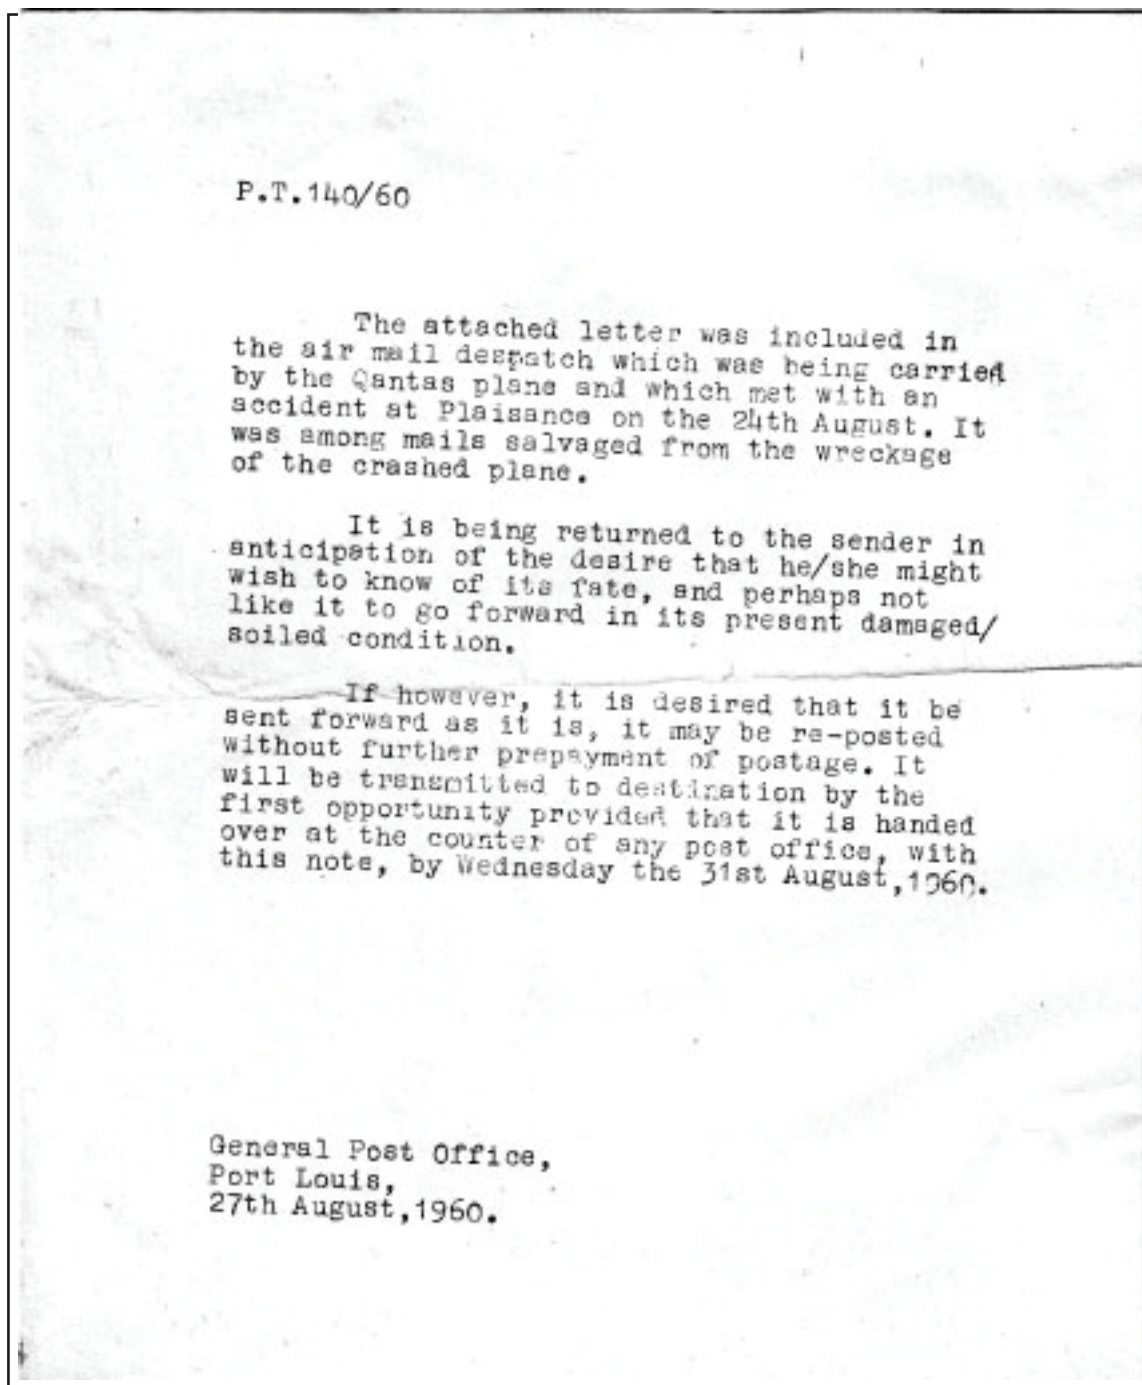 P.T.140/60
The attached letter was included in
the air mail despatch which was being carried
by the Qantas plane and which met with an
accident at Plaisance on the 24th August. It
was among mails salvaged from the wreckage
of the crashed plane.
It is being returned to the sender in
anticipation of the desire that he/she might
wish to know of its fate, and perhaps not
like it to go forward in its present damaged/
soiled condition.
If however, it is desired that it be
sent forward as it is, it may be re-posted
without further prepayment of postage. It
will be transmitted to destination by the
first opportunity provided that it is handed
over at the counter of any post office, with
this note, by Wednesday the 31st August,1960.
General Post Office,
Port Louis,
27th August,1960.